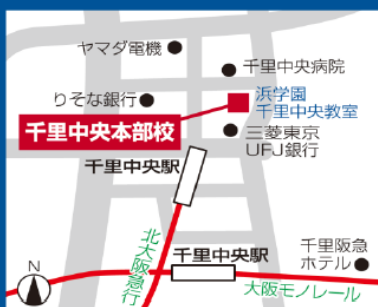 ヤマダ電機
千里中央病院
りそな銀行
浜学園
千里中央教室
千里中央本部校
三菱東京
UFJ銀行
千里中央駅
北大阪急行
千里中央駅
千里阪急
ホテル
大阪モノレール
N